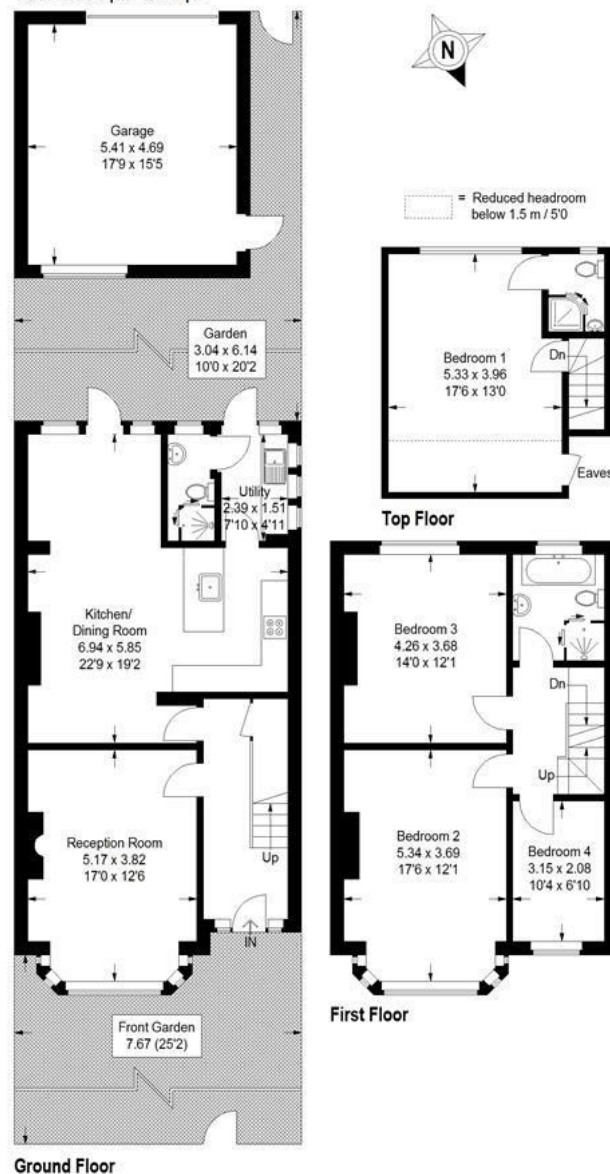 N
= Reduced headroom
below 1.5 m / 5'0
Garage
5.41 x 4.69
17'9 x 15'5
Garden
3.04 x 6.14
10'0 x 20'2
Utility
2.39 x 1.51
7'10 x 4'11
Kitchen/
Dining Room
6.94 x 5.85
22'9 x 19'2
Reception Room
5.17 x 3.82
17'0 x 12'6
Up
IN
Front Garden
7.67 (25'2)
Ground Floor
Bedroom 1
5.33 x 3.96
17'6 x 13'0
Dn
Eaves
Top Floor
Bedroom 3
4.26 x 3.68
14'0 x 12'1
Dn
Up
Bedroom 2
5.34 x 3.69
17'6 x 12'1
Bedroom 4
3.15 x 2.08
10'4 x 6'10
First Floor